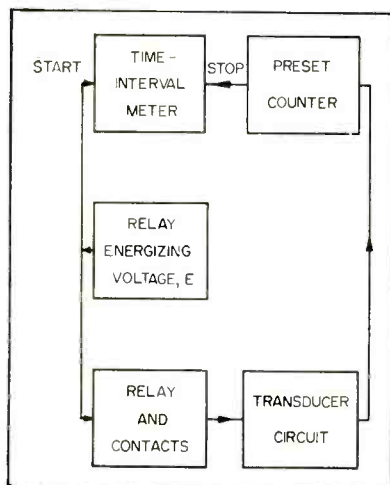 START
TIME -
INTERVAL
METER
STOP
PRESET
COUNTER
RELAY
ENERGIZING
VOLTAGE, E
RELAY
AND
CONTACTS
TRANSDUCER
CIRCUIT